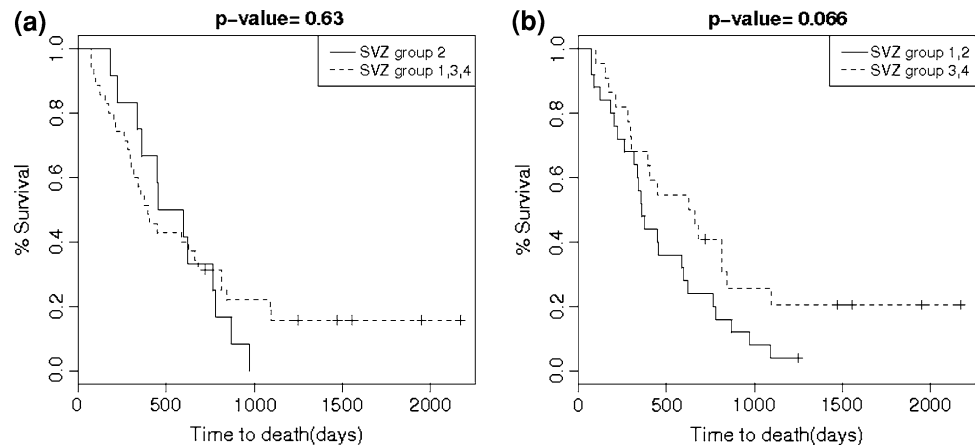 (a)
p-value= 0.63
SVZ group 2
SVZ group 1,3,4
% Survival
1.0
0.8
0.6
0.4
0.2
0.0
0
500
1000
1500
2000
Time to death(days)
(b)
p-value= 0.066
SVZ group 1,2
SVZ group 3,4
% Survival
1.0
0.8
0.6
0.4
0.2
0.0
0
500
1000
1500
2000
Time to death(days)